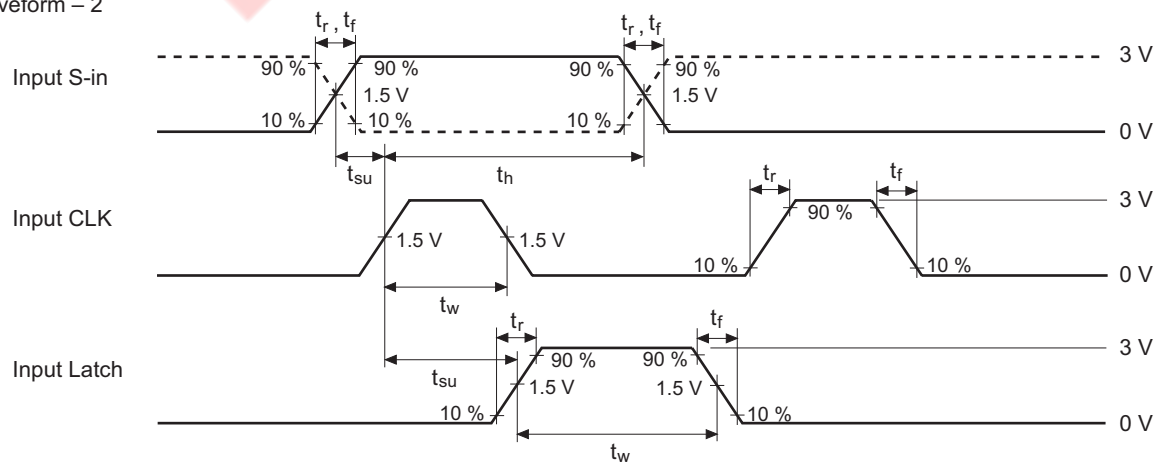 veform – 2
tr , tf
tr , tf
3 V
Input S-in
90 %
90 %
90 %
90 %
1.5 V
1.5 V
10 %
10 %
10 %
0 V
tsu
th
tr
tf
3 V
Input CLK
90 %
1.5 V
1.5 V
10 %
10 %
0 V
tw
tr
tf
3 V
Input Latch
90 %
90 %
tsu
1.5 V
1.5 V
10 %
10 %
0 V
tw